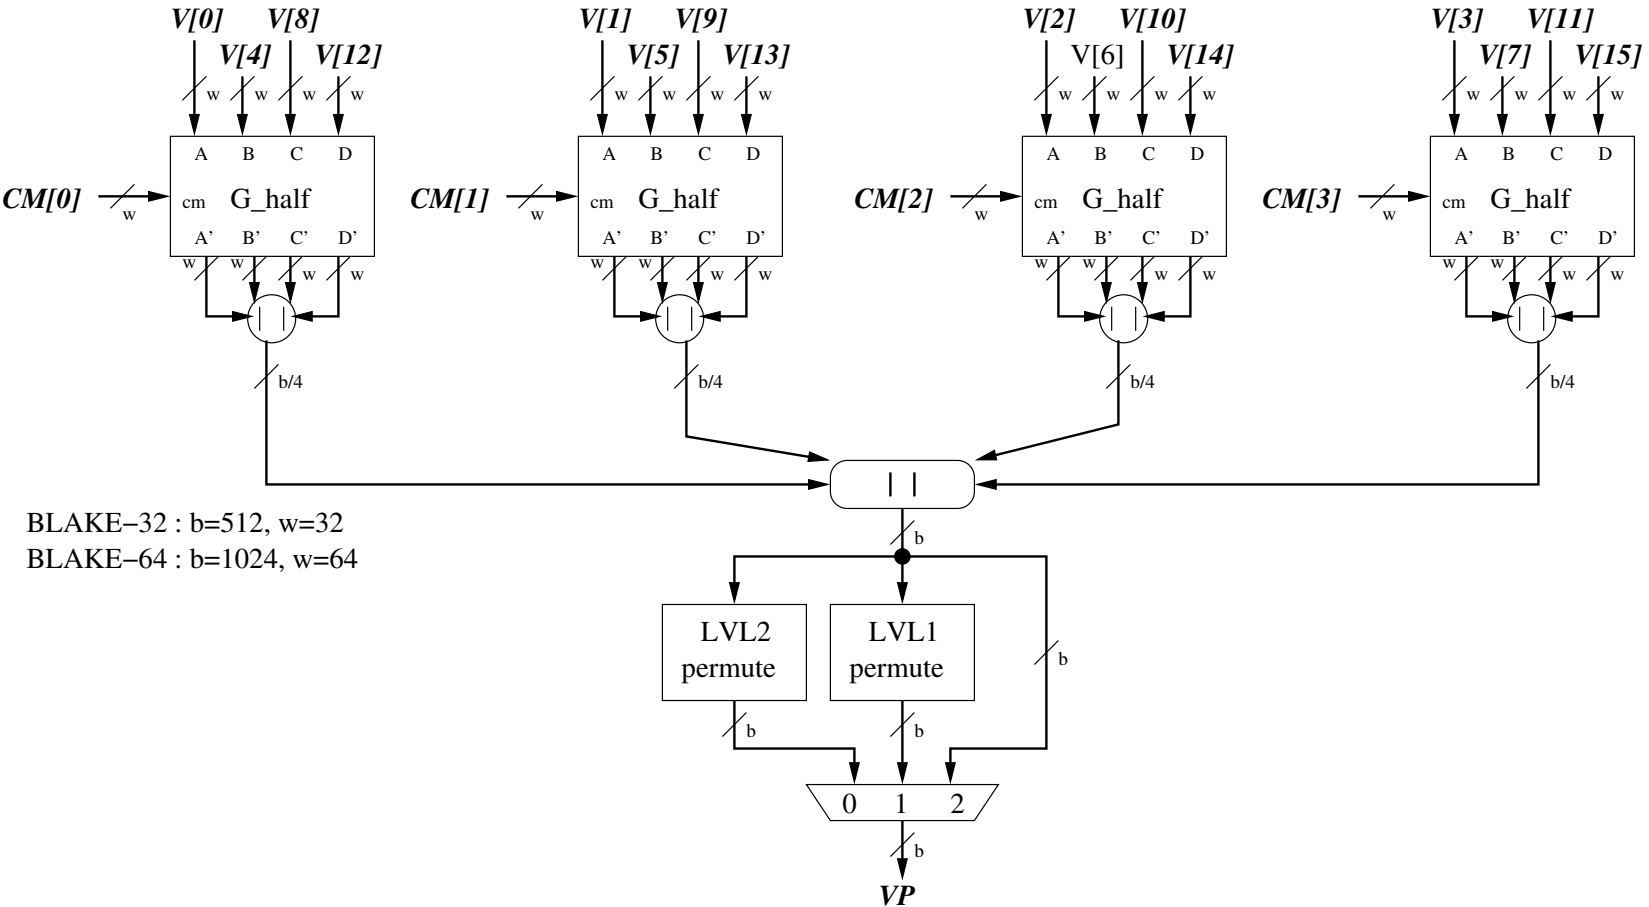 V[0] V[8] V[1] V[9] V[2] V[10] V[3] V[11]
V[4] V[12] V[5] V[13] V[6] V[14] V[7] V[15]
w w w w w w w w w w w w w w w w
A B C D A B C D A B C D A B C D
CM[0] cm G_half CM[1] cm G_half CM[2] cm G_half CM[3] cm G_half
w w w w
A' B' C' D' A' B' C' D' A' B' C' D' A' B' C' D'
w w w w w w w w w w w w w w w w
| | | | | | | |
b/4 b/4 b/4 b/4
| |
BLAKE−32 : b=512, w=32
b
BLAKE−64 : b=1024, w=64
LVL2 LVL1
permute permute
b
b b
0 1 2
b
VP